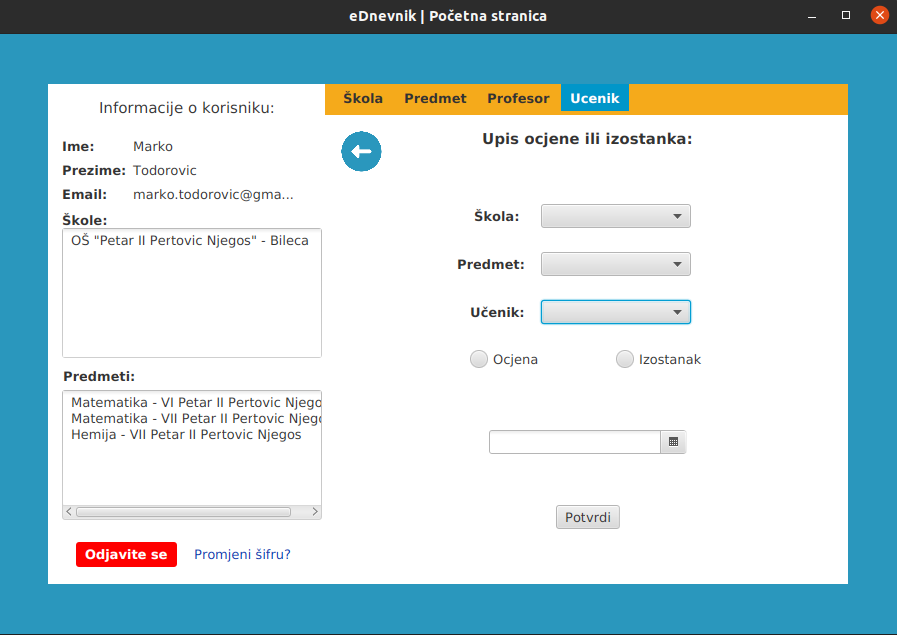 eDnevnik | Početna stranica
Informacije o korisniku:
Ime: Marko
Prezime: Todorovic
Email: marko.todorovic@gma...
Škole:
OŠ "Petar II Pertovic Njegos" - Bileca
Predmeti:
Matematika - VI Petar II Pertovic Njego
Matematika - VII Petar II Pertovic Njego
Hemija - VII Petar II Pertovic Njegos
Odjavite se Promjeni šifru?
Škola Predmet Profesor Ucenik
Upis ocjene ili izostanka:
Škola:
Predmet:
Učenik:
Ocjena Izostanak
Potvrdi